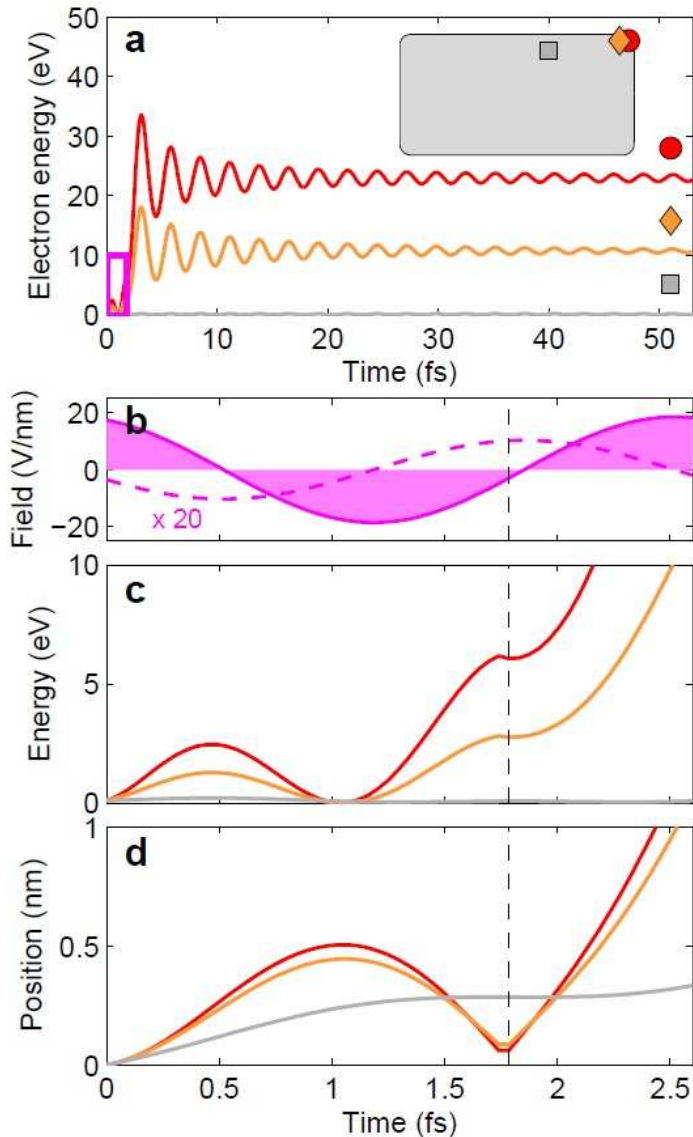 a
Electron energy (eV)
50
40
30
20
10
0
0 10 20 30 40 50
Time (fs)
b
Field (V/nm)
20
0
−20
x 20
c
Energy (eV)
10
5
0
d
Position (nm)
1
0.5
0
0 0.5 1 1.5 2 2.5
Time (fs)